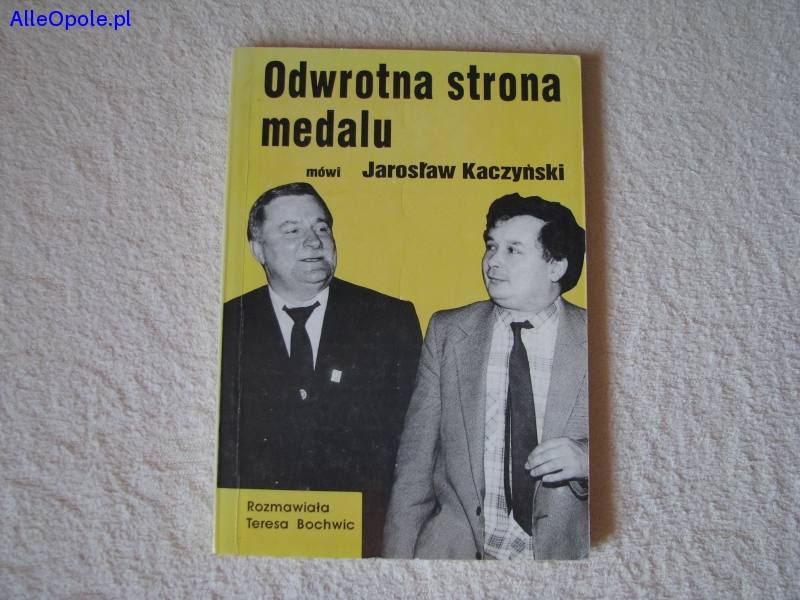 AlleOpole.pl
Odwrotna strona
medalu
mówi Jarosław Kaczyński
Rozmawiała
Teresa Bochwic